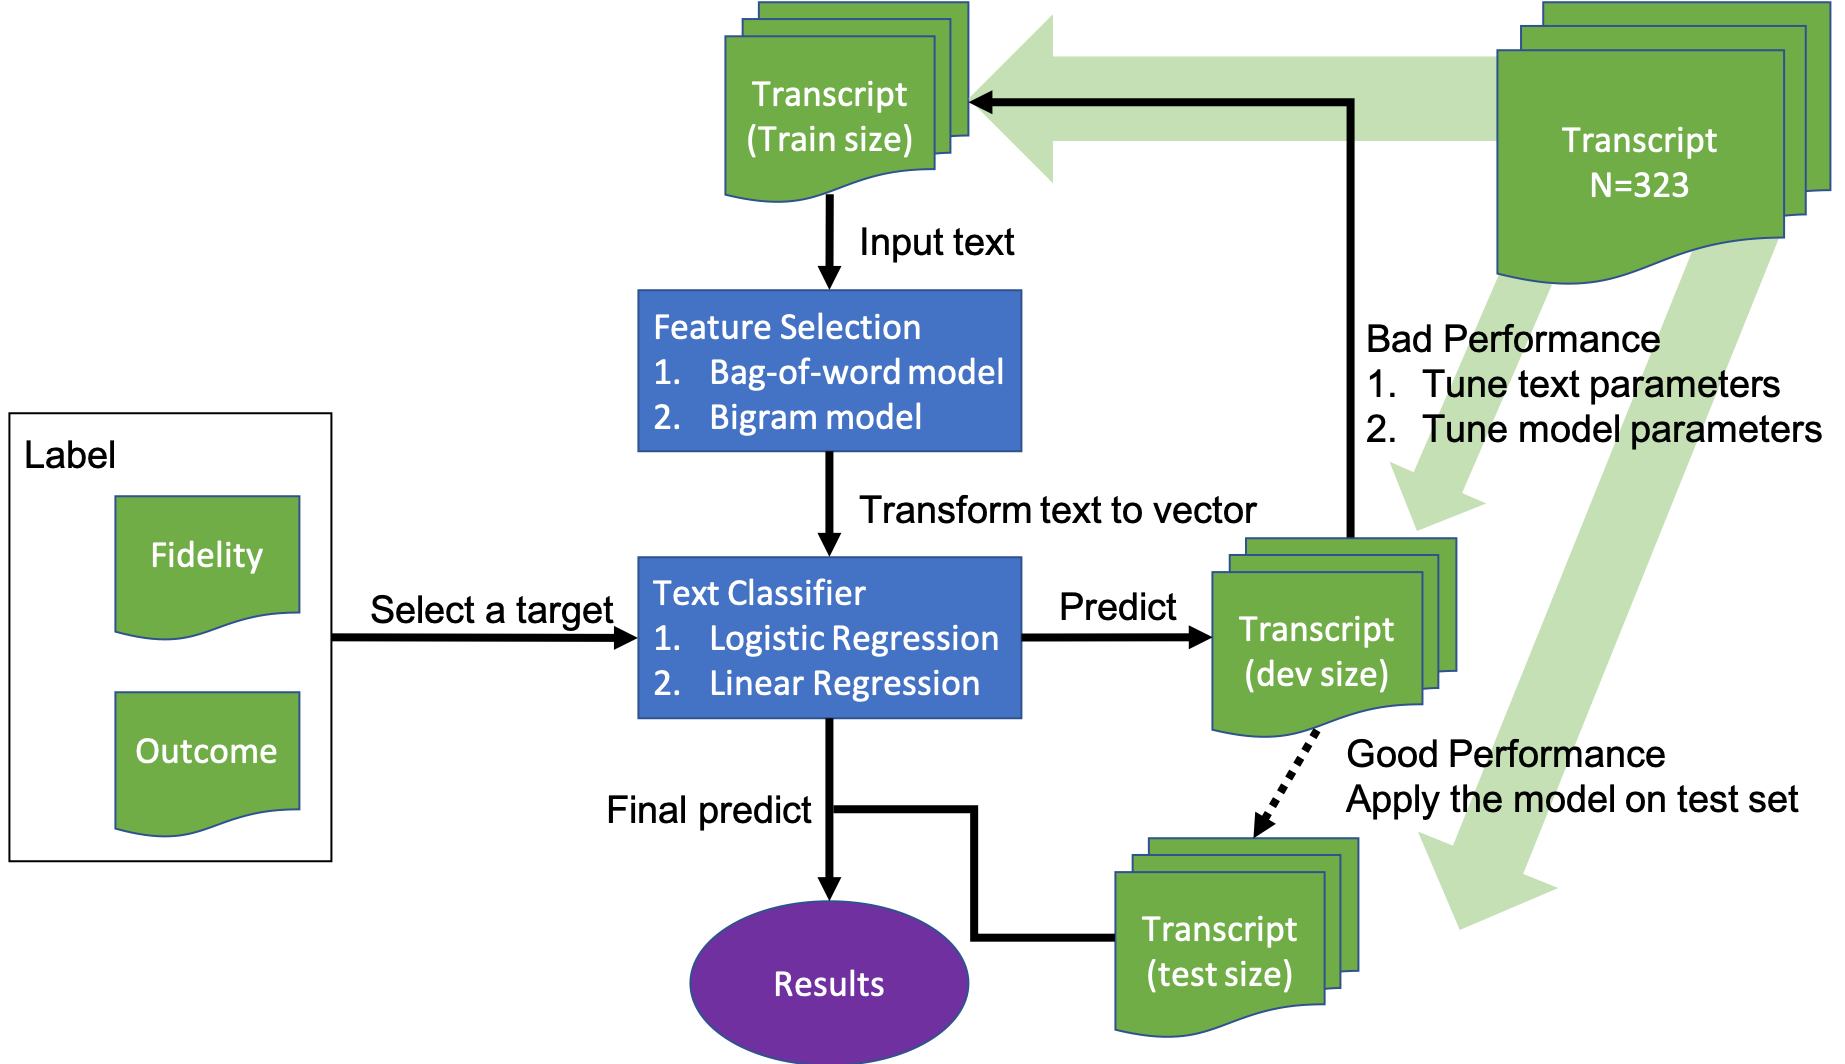 Transcript
(Train size)
Transcript
N=323
Input text
Feature Selection
1. Bag-of-word model
2. Bigram model
Bad Performance
1. Tune text parameters
2. Tune model parameters
Label
Fidelity
Outcome
Transform text to vector
Select a target
Text Classifier
1. Logistic Regression
2. Linear Regression
Predict
Transcript
(dev size)
Good Performance
Apply the model on test set
Final predict
Transcript
(test size)
Results